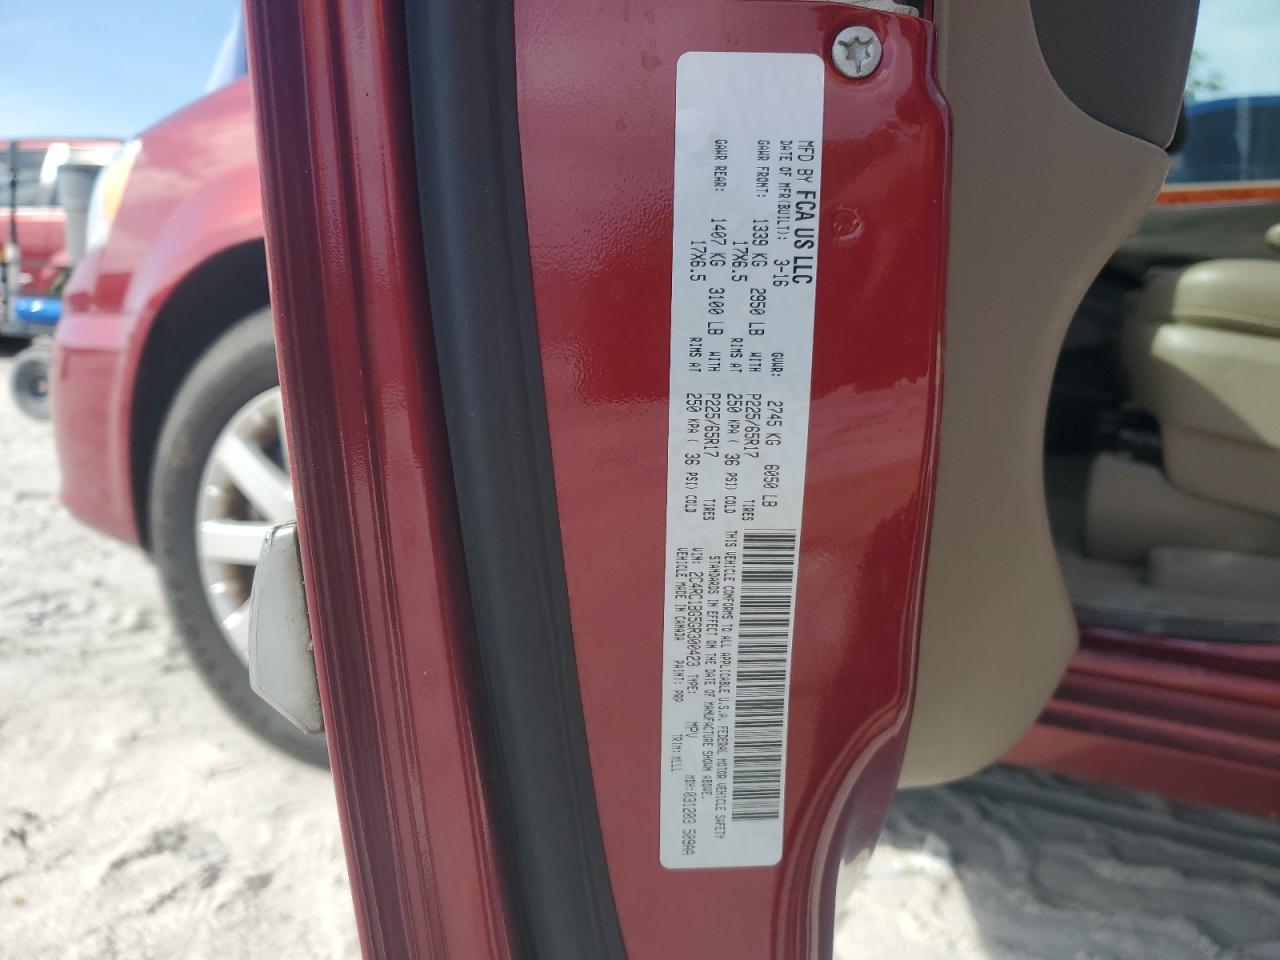 MFD BY FCA US LLC
DATE OF MFR(BUILT): 3-16 GVWR: 2745 KG 6050 LB
GAWR FRONT: 1339 KG 2950 LB WITH P225/65R17 TIRES
17X6.5 RIMS AT 250 KPA( 36 PSI) COLD
GAWR REAR: 1407 KG 3100 LB WITH P225/65R17 TIRES
17X6.5 RIMS AT 250 KPA( 36 PSI) COLD
THIS VEHICLE CONFORMS TO ALL APPLICABLE U.S.A. FEDERAL MOTOR VEHICLE SAFETY
STANDARDS IN EFFECT ON THE DATE OF MANUFACTURE SHOWN ABOVE.
VIN: 2C4RC1BG5GR300423 TYPE: MPV MDH:031203 509AA
VEHICLE MADE IN CANADA PAINT: PRP TRIM:MLLL